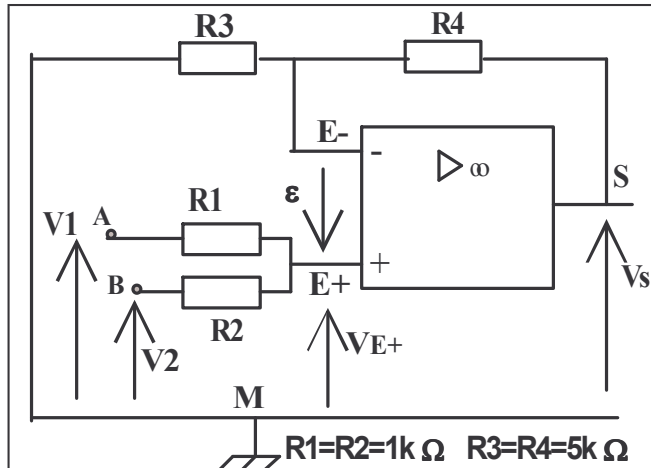 R3
R4
E-
-
▷ ∞
S
ε
R1
V1
A
+
B
E+
R2
Vs
V2
VE+
M
R1=R2=1k Ω R3=R4=5k Ω